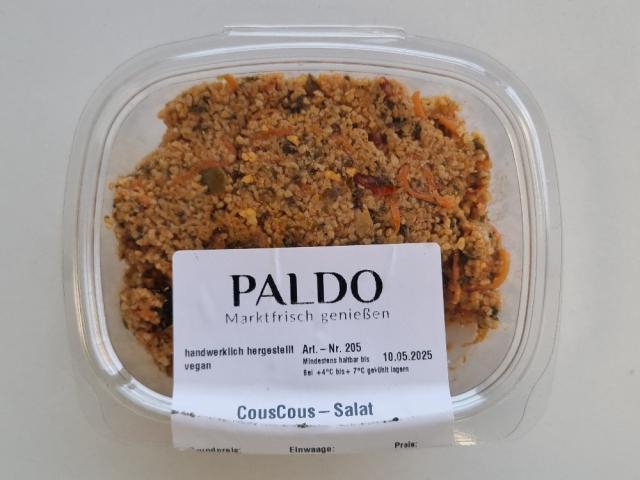 PALDO
Marktfrisch genießen
handwerklich hergestellt Art.-Nr. 205
vegan
Mindestens haltbar bis 10.05.2025
Bei +4°C bis+ 7°C gekühlt lagern
CousCous-Salat
Einwaage: Preis: